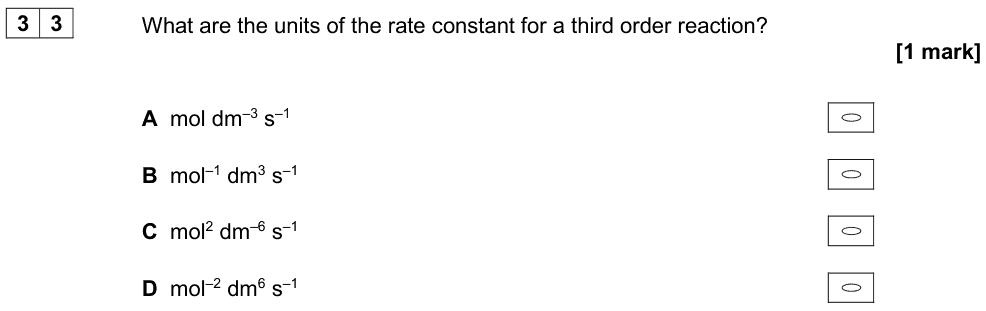 3 3 What are the units of the rate constant for a third order reaction?
[1 mark]
A mol dm⁻³ s⁻¹
B mol⁻¹ dm³ s⁻¹
C mol² dm⁻⁶ s⁻¹
D mol⁻² dm⁶ s⁻¹